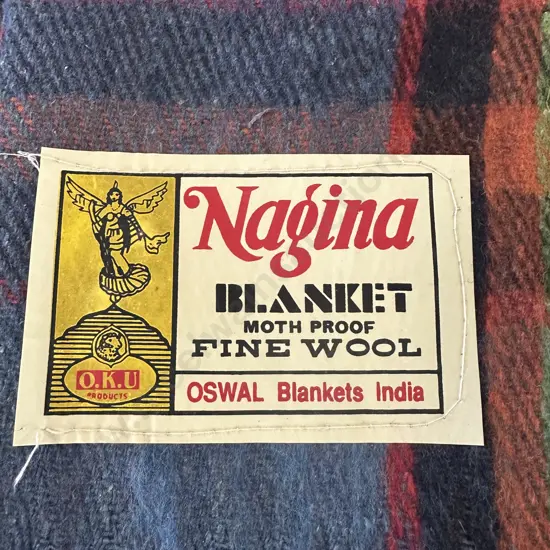 Nagina
BLANKET
MOTH PROOF
FINE WOOL
O.K.U
PRODUCTS
OSWAL Blankets India